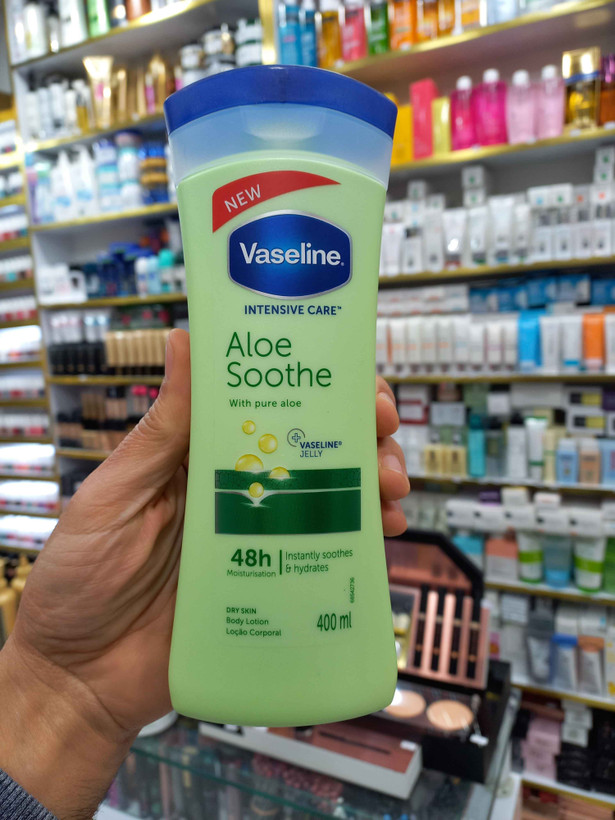 NEW
Vaseline®
INTENSIVE CARE™
Aloe
Soothe
With pure aloe
VASELINE®
JELLY
48h
Moisturisation
Instantly soothes
& hydrates
DRY SKIN
Body Lotion
Loção Corporal
400 ml